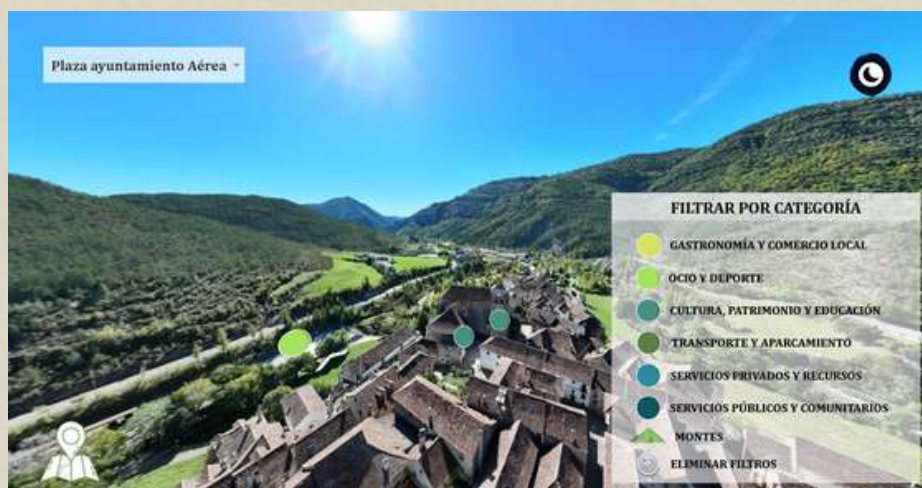 Plaza ayuntamiento Aérea
FILTRAR POR CATEGORÍA
GASTRONOMÍA Y COMERCIO LOCAL
OCIO Y DEPORTE
CULTURA, PATRIMONIO Y EDUCACIÓN
TRANSPORTE Y APARCAMIENTO
SERVICIOS PRIVADOS Y RECURSOS
SERVICIOS PÚBLICOS Y COMUNITARIOS
MONTES
ELIMINAR FILTROS